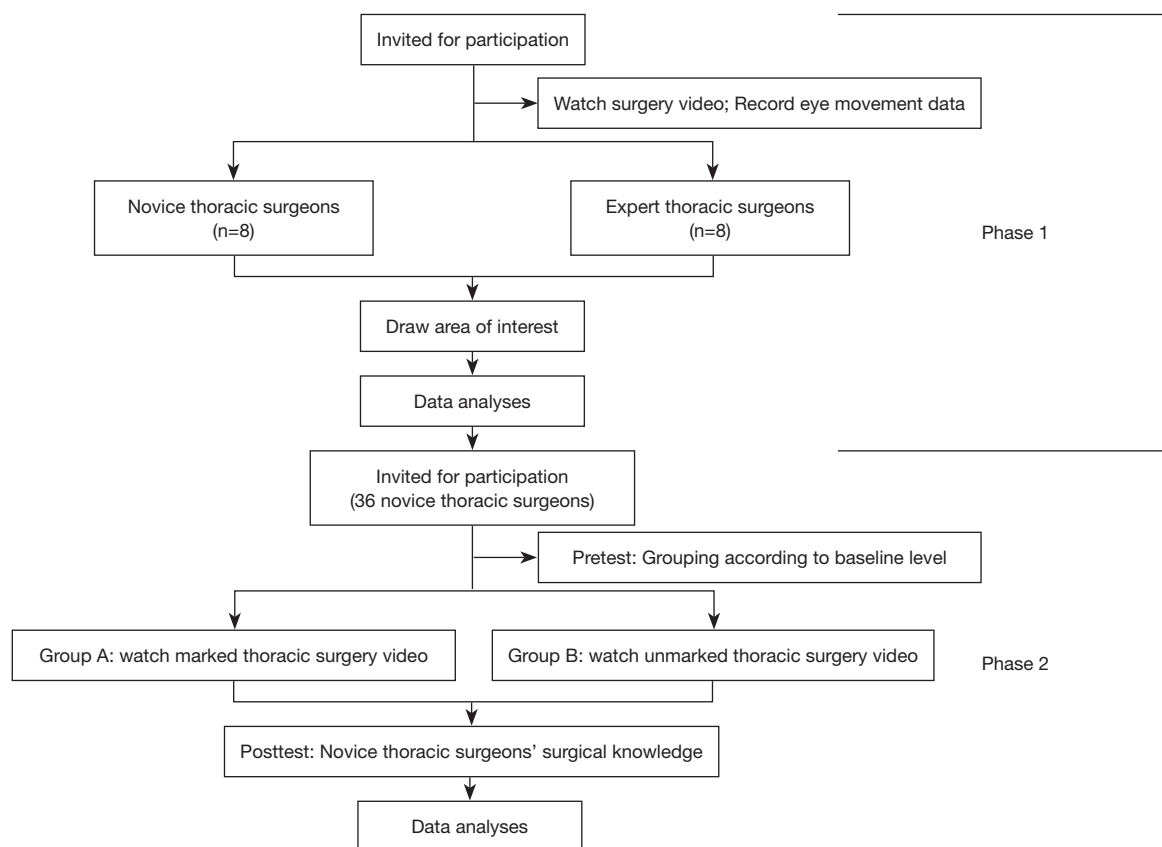 Invited for participation
Watch surgery video; Record eye movement data
Novice thoracic surgeons
(n=8)
Expert thoracic surgeons
(n=8)
Phase 1
Draw area of interest
Data analyses
Invited for participation
(36 novice thoracic surgeons)
Pretest: Grouping according to baseline level
Group A: watch marked thoracic surgery video
Group B: watch unmarked thoracic surgery video
Phase 2
Posttest: Novice thoracic surgeons’ surgical knowledge
Data analyses